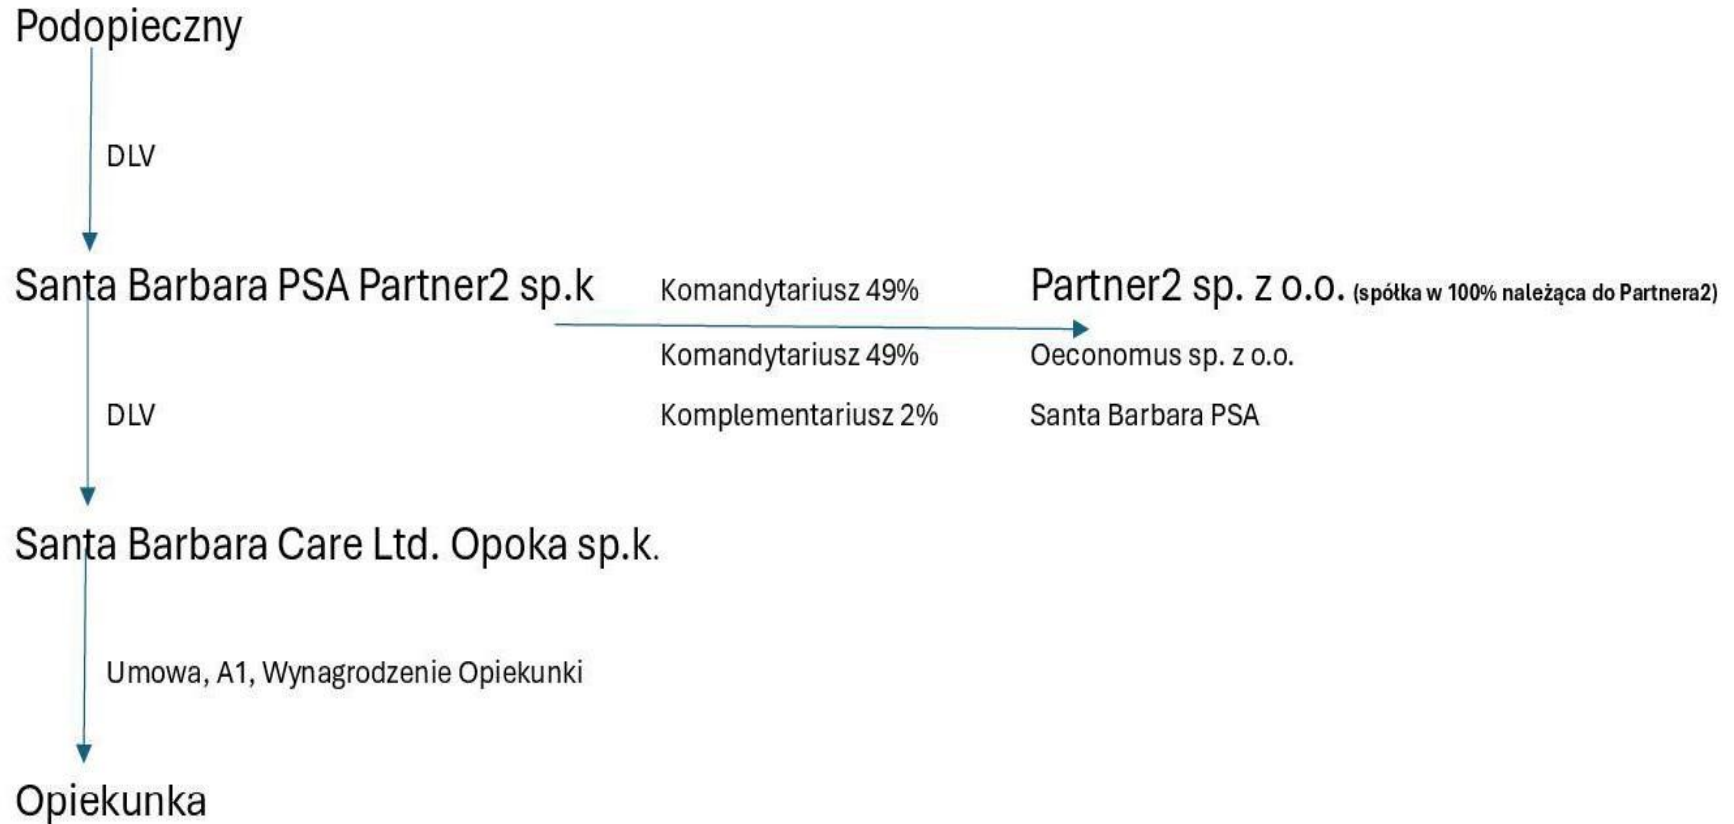 Podopieczny
DLV
Santa Barbara PSA Partner2 sp.k Komandytariusz 49% Partner2 sp. z o.o. (spółka w 100% należąca do Partnera2)
Komandytariusz 49% Oeconomus sp. z o.o.
DLV Komplementariusz 2% Santa Barbara PSA
Santa Barbara Care Ltd. Opoka sp.k.
Umowa, A1, Wynagrodzenie Opiekunki
Opiekunka